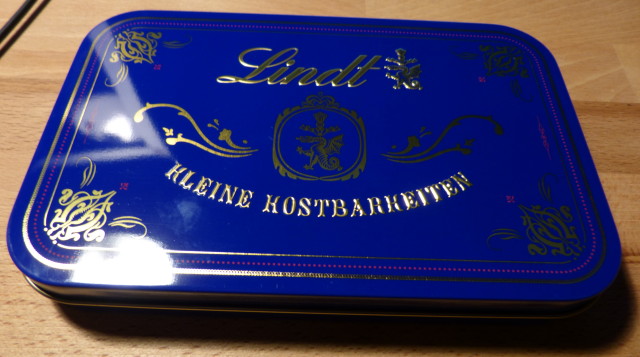 Lindt
KLEINE KOSTBARKEITEN